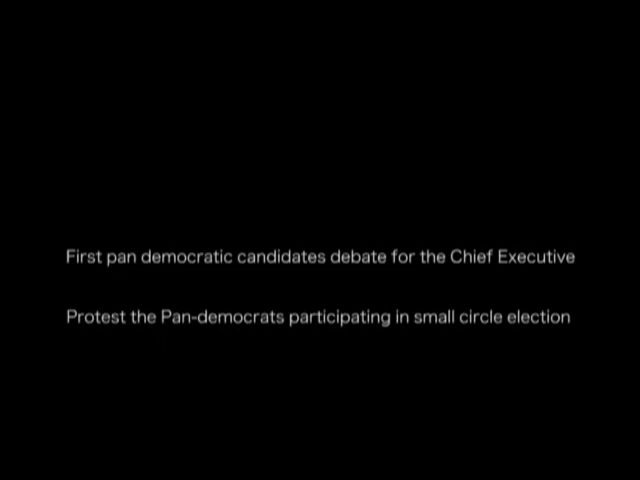 First pan democratic candidates debate for the Chief Executive
Protest the Pan-democrats participating in small circle election